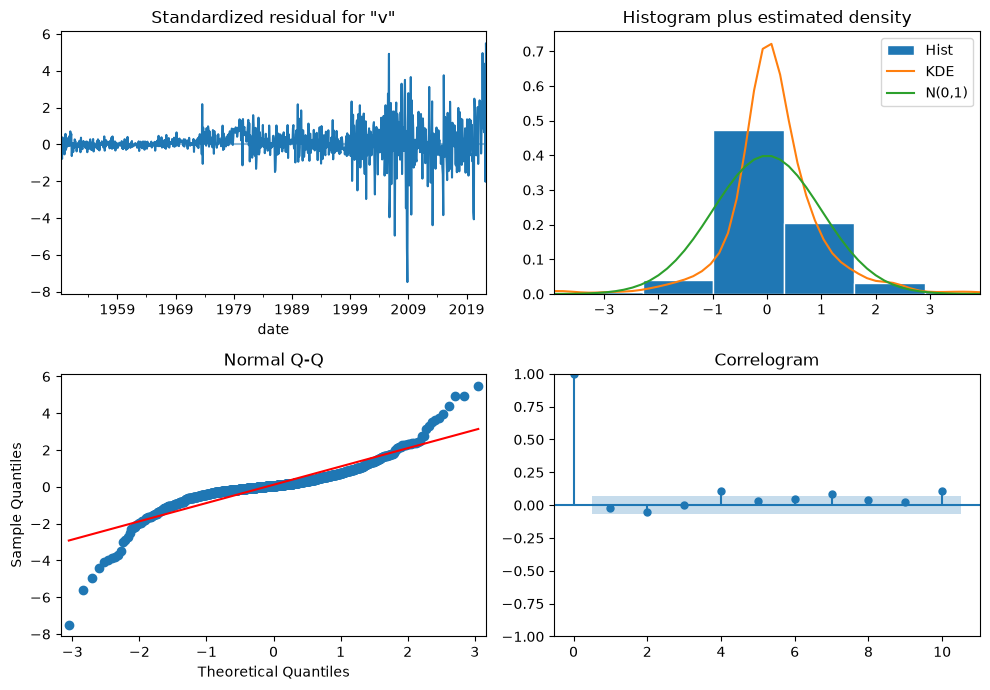 Standardized residual for "v"
6
4
2
0
−2
−4
−6
−8
1959 1969 1979 1989 1999 2009 2019
date
Histogram plus estimated density
Hist
KDE
N(0,1)
0.7
0.6
0.5
0.4
0.3
0.2
0.1
0.0
−3 −2 −1 0 1 2 3
Normal Q-Q
Sample Quantiles
6
4
2
0
−2
−4
−6
−8
−3 −2 −1 0 1 2 3
Theoretical Quantiles
Correlogram
1.00
0.75
0.50
0.25
0.00
−0.25
−0.50
−0.75
−1.00
0 2 4 6 8 10